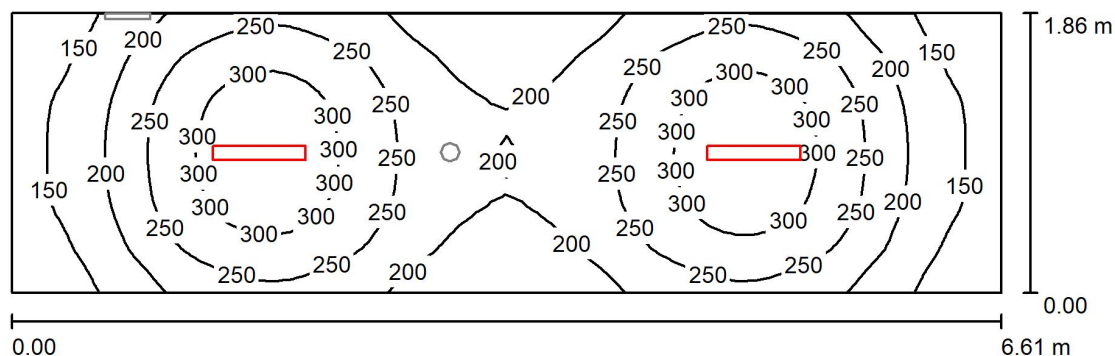 250 250
150 200 250 250 150
300 300 200
250 250 300 300 250
300 300 250 300 300 250
300 300 250 200 300 300 250
300 300 300
150 200 300 250 250 300 200 150
300 300 250 300 300
250 300 200 250 300
250 250 200 250 250
1.86 m
0.00
0.00 6.61 m